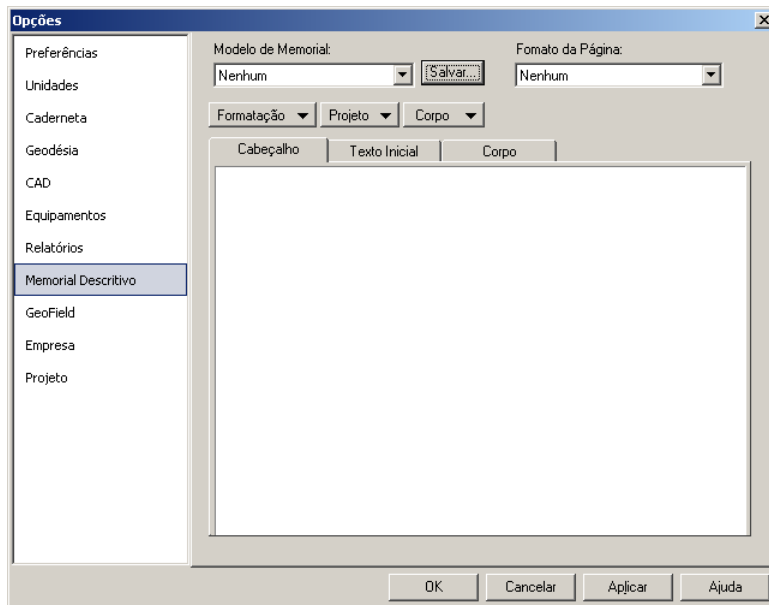 Opções
Preferências
Unidades
Caderneta
Geodésia
CAD
Equipamentos
Relatórios
Memorial Descritivo
GeoField
Empresa
Projeto
Modelo de Memorial:
Nenhum
Salvar...
Fomato da Página:
Nenhum
Formatação
Projeto
Corpo
Cabeçalho
Texto Inicial
Corpo
OK
Cancelar
Aplicar
Ajuda